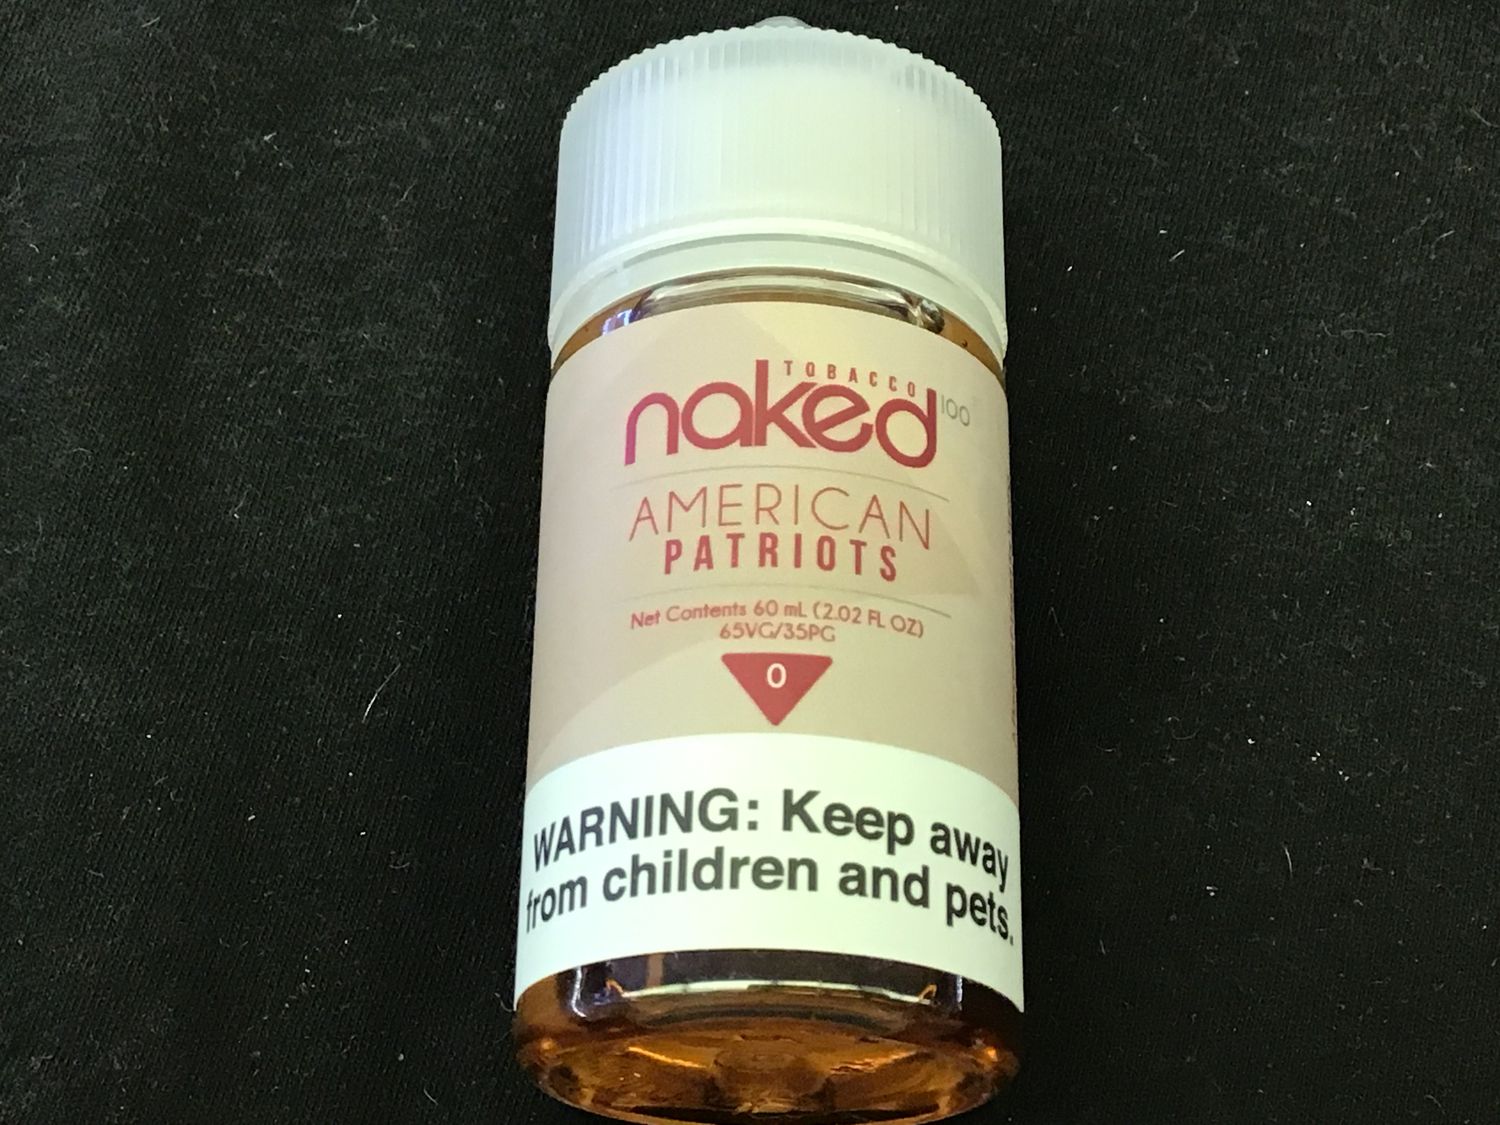 TOBACCO
naked 100
AMERICAN
PATRIOTS
Net Contents 60 mL (2.02 FL OZ)
65VG/35PG
0
WARNING: Keep away
from children and pets.